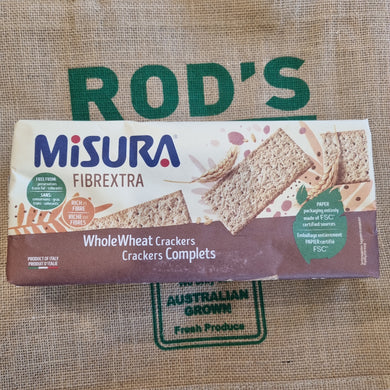 ROD'S
MiSURA®
FIBREXTRA
FREE FROM:
SANS:
RICH IN
FIBRE
RICHE EN
FIBRES
PAPER
packaging entirely
made of FSC®
certified sources
Emballage entièrement
PAPIER certifié
FSC®
WholeWheat Crackers
Crackers Complets
PRODUCT OF ITALY
PRODUIT D'ITALIE
AUSTRALIAN
GROWN
Fresh Produce